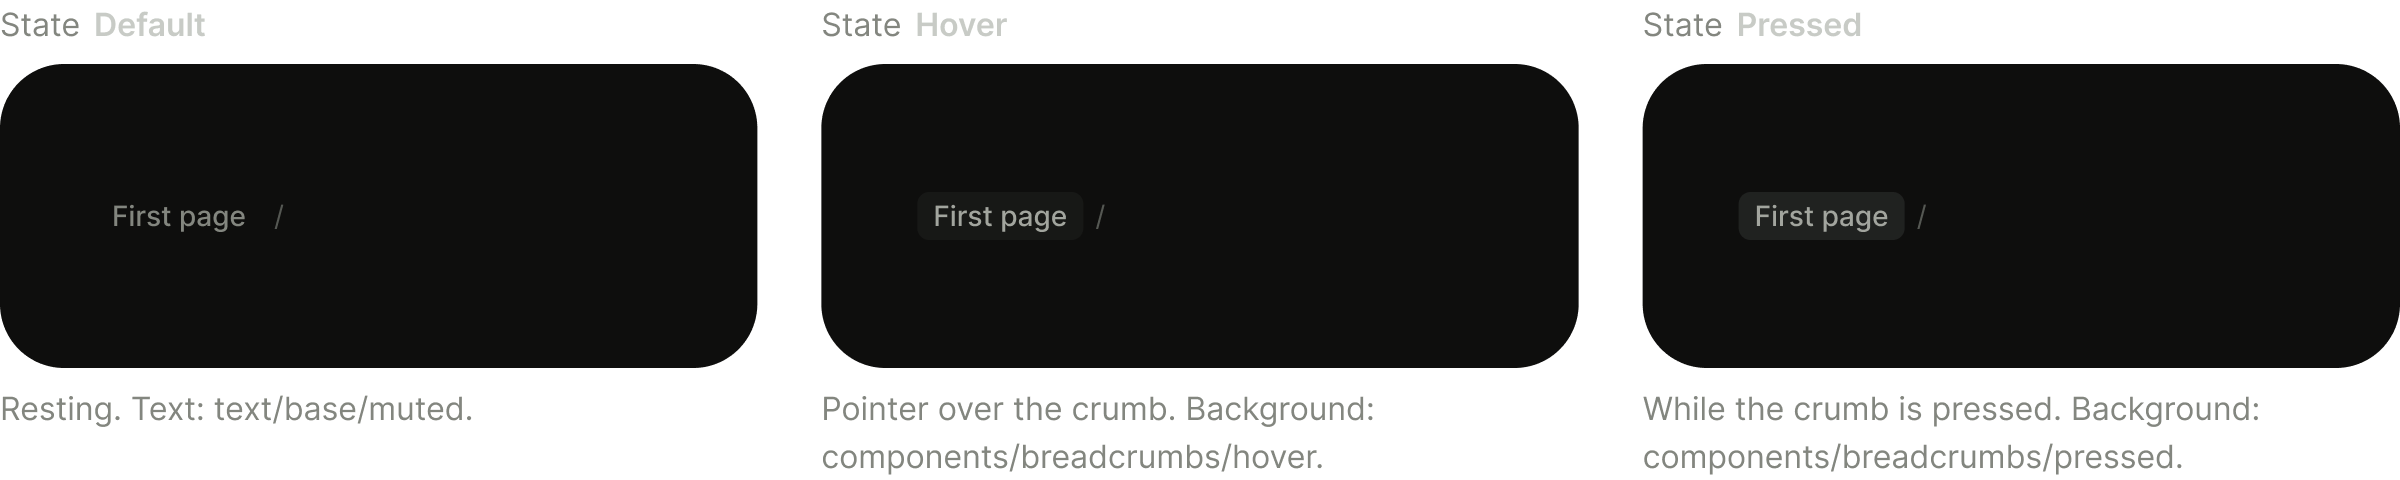 State Default
First page /
Resting. Text: text/base/muted.
State Hover
First page /
Pointer over the crumb. Background:
components/breadcrumbs/hover.
State Pressed
First page /
While the crumb is pressed. Background:
components/breadcrumbs/pressed.